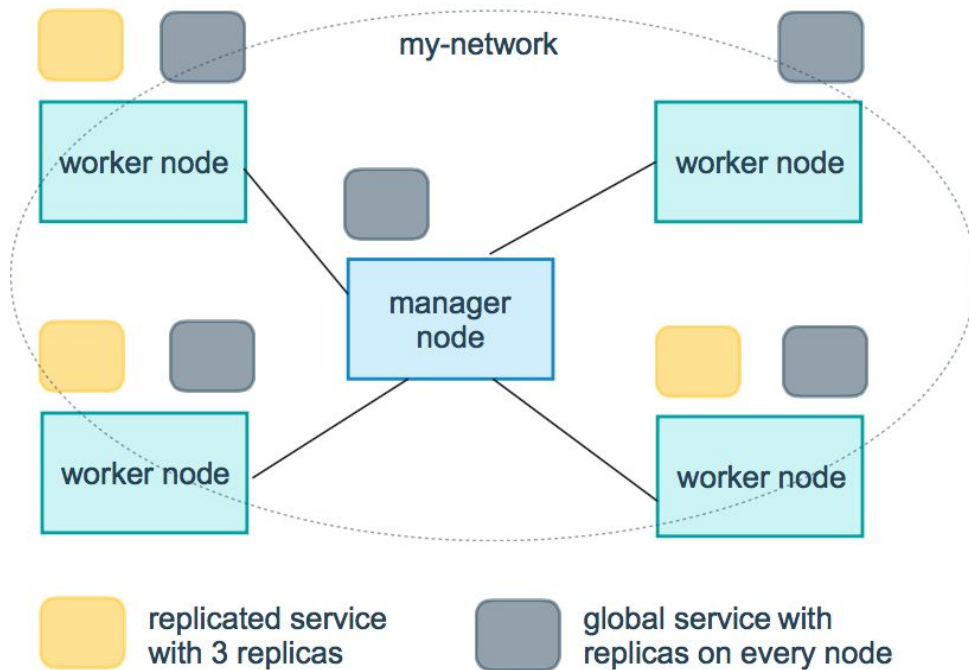 my-network
worker node
worker node
manager
node
worker node
worker node
replicated service
with 3 replicas
global service with
replicas on every node